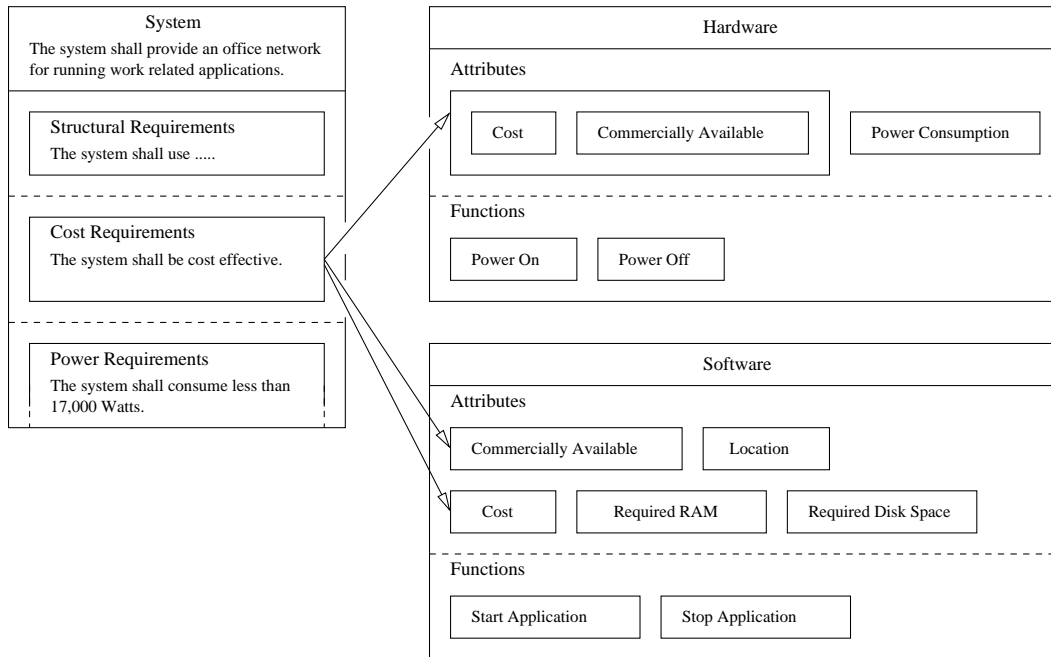 System
The system shall provide an office network
for running work related applications.
Structural Requirements
The system shall use .....
Cost Requirements
The system shall be cost effective.
Power Requirements
The system shall consume less than
17,000 Watts.
Hardware
Attributes
Cost
Commercially Available
Power Consumption
Functions
Power On
Power Off
Software
Attributes
Commercially Available
Location
Cost
Required RAM
Required Disk Space
Functions
Start Application
Stop Application